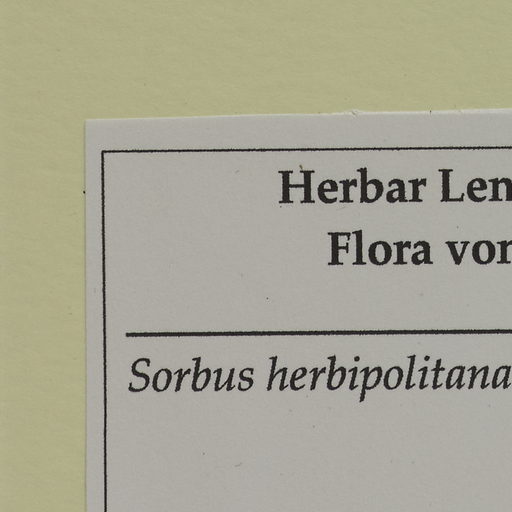 Herbar Len
Flora vor
Sorbus herbipolitana